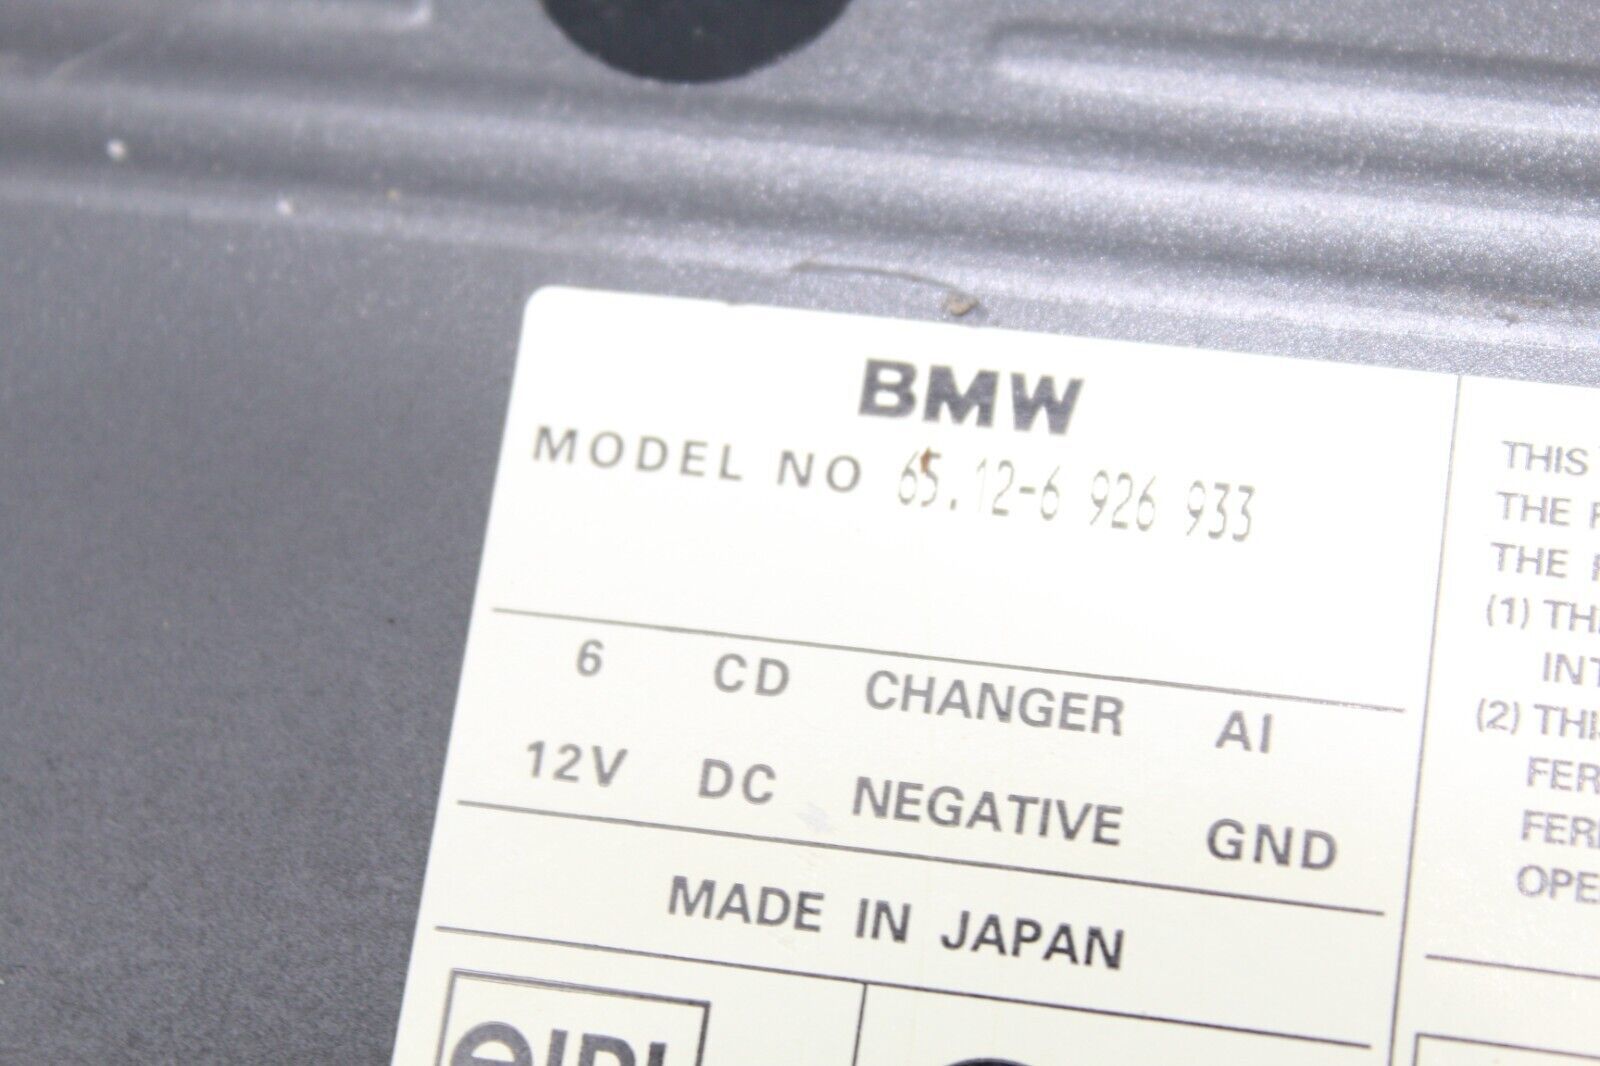 BMW
MODEL NO 65.12-6 926 933
6 CD CHANGER AI
12V DC NEGATIVE GND
MADE IN JAPAN
THIS
THE
THE
(1)
(2)